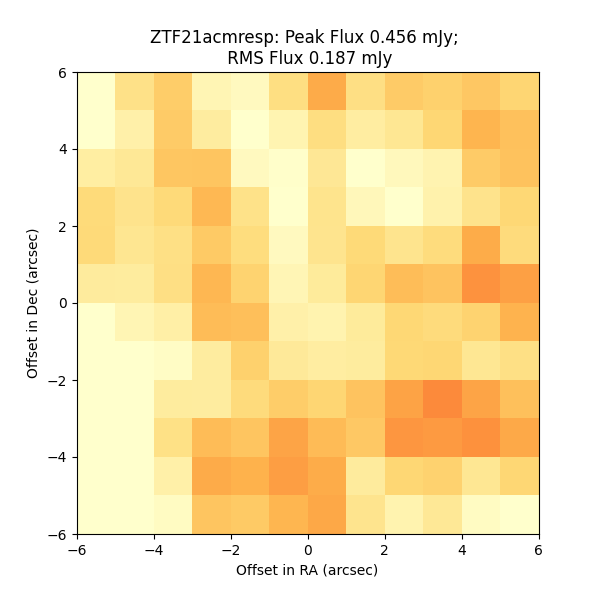 ZTF21acmresp: Peak Flux 0.456 mJy;
RMS Flux 0.187 mJy
6
4
2
0
−2
−4
−6
Offset in Dec (arcsec)
−6 −4 −2 0 2 4 6
Offset in RA (arcsec)